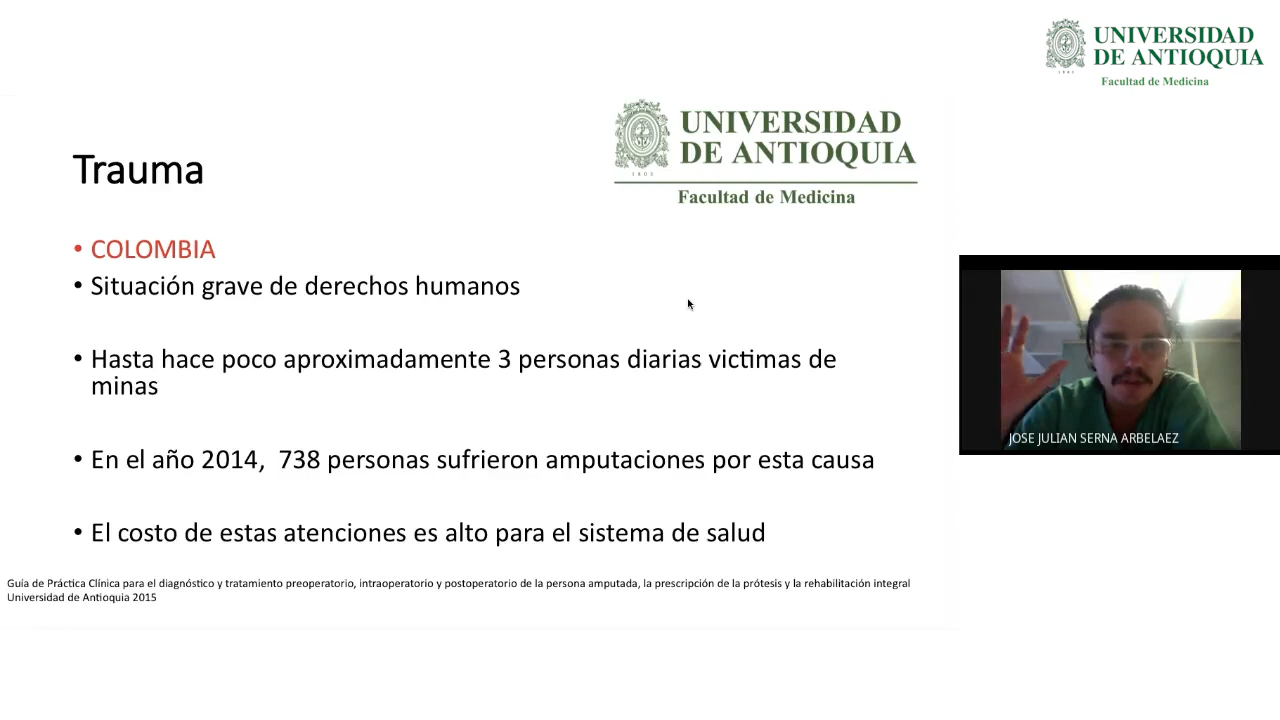 UNIVERSIDAD
DE ANTIOQUIA
1803
Facultad de Medicina
UNIVERSIDAD
DE ANTIOQUIA
1803
Facultad de Medicina
Trauma
• COLOMBIA
• Situación grave de derechos humanos
• Hasta hace poco aproximadamente 3 personas diarias victimas de
minas
• En el año 2014,  738 personas sufrieron amputaciones por esta causa
• El costo de estas atenciones es alto para el sistema de salud
JOSE JULIAN SERNA ARBELAEZ
Guía de Práctica Clínica para el diagnóstico y tratamiento preoperatorio, intraoperatorio y postoperatorio de la persona amputada, la prescripción de la prótesis y la rehabilitación integral
Universidad de Antioquia 2015